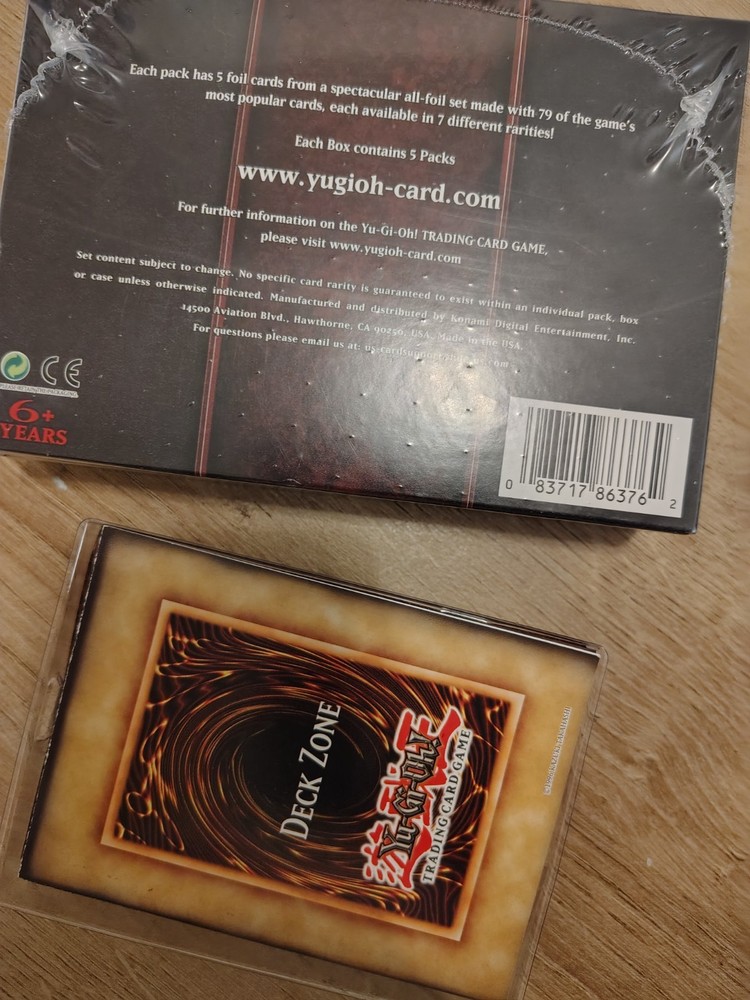 Each pack has 5 foil cards from a spectacular all-foil set made with 79 of the game's
most popular cards, each available in 7 different rarities!
Each Box contains 5 Packs
www.yugioh-card.com
For further information on the Yu-Gi-Oh! TRADING CARD GAME,
please visit www.yugioh-card.com
Set content subject to change. No specific card rarity is guaranteed to exist within an individual pack, box
or case unless otherwise indicated. Manufactured and distributed by Konami Digital Entertainment, Inc.
14500 Aviation Blvd., Hawthorne, CA 90250, USA. Made in the USA.
For questions please email us at:
CE
6+
YEARS
0 83717 86376 2
DECK ZONE
Yu-Gi-Oh!
TRADING CARD GAME